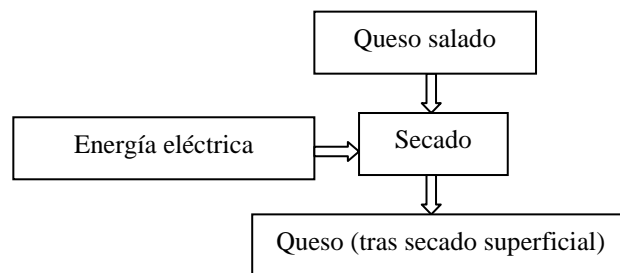 Queso salado
Energía eléctrica
Secado
Queso (tras secado superficial)